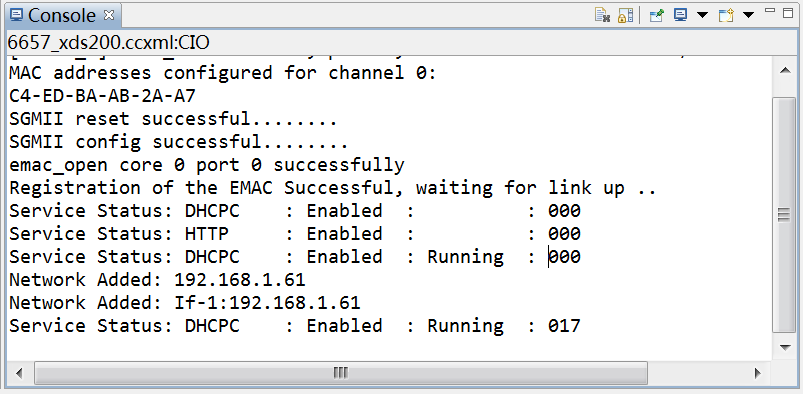 Console
6657_xds200.ccxml:CIO
MAC addresses configured for channel 0:
C4-ED-BA-AB-2A-A7
SGMII reset successful........
SGMII config successful........
emac_open core 0 port 0 successfully
Registration of the EMAC Successful, waiting for link up ..
Service Status: DHCPC    : Enabled  :          : 000
Service Status: HTTP     : Enabled  :          : 000
Service Status: DHCPC    : Enabled  : Running  : 000
Network Added: 192.168.1.61
Network Added: If-1:192.168.1.61
Service Status: DHCPC    : Enabled  : Running  : 017